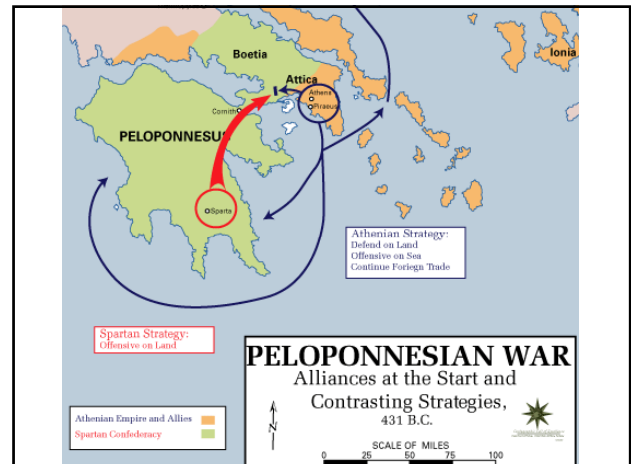 Boetia
Ionia
Attica
Athens
Piraeus
Cornith
PELOPONNESUS
Sparta
Athenian Strategy:
Defend on Land
Offensive on Sea
Continue Foriegn Trade
Spartan Strategy:
Offensive on Land
PELOPONNESIAN WAR
Alliances at the Start and
Contrasting Strategies,
431 B.C.
Athenian Empire and Allies
Spartan Confederacy
N
SCALE OF MILES
0 25 50 75 100